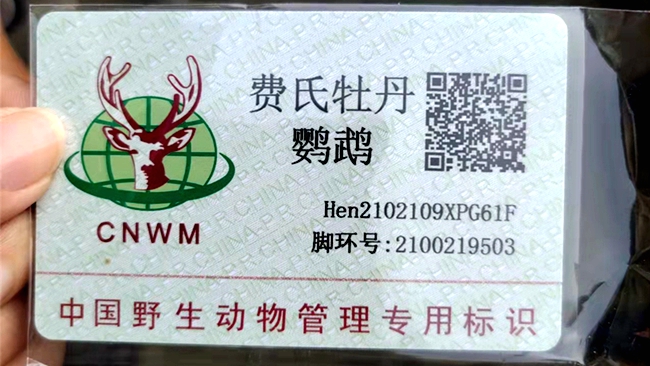 费氏牡丹
鹦鹉
CNWM
Hen2102109XPG61F
脚环号:2100219503
中国野生动物管理专用标识